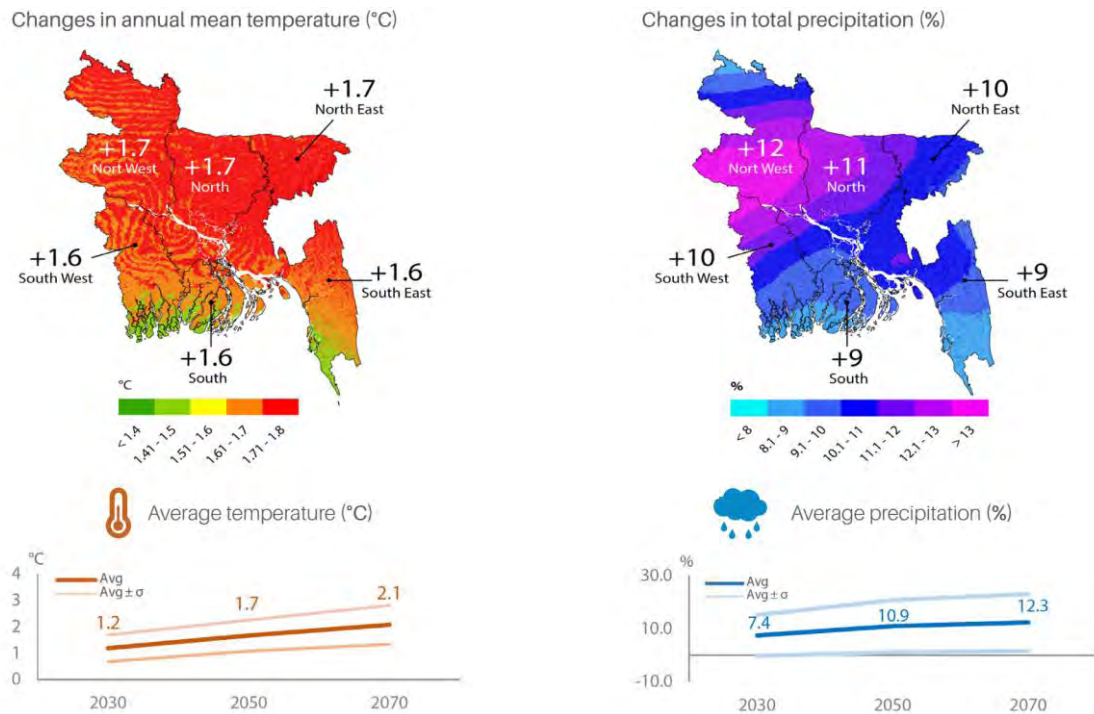 Changes in annual mean temperature (°C)
+1.7
North East
+1.7
Nort West
+1.7
North
+1.6
South West
+1.6
South East
+1.6
South
°C
< 1.4
1.41 - 1.5
1.51 - 1.6
1.61 - 1.7
1.71 - 1.8
Changes in total precipitation (%)
+10
North East
+12
Nort West
+11
North
+10
South West
+9
South East
+9
South
%
< 8
8.1 - 9
9.1 - 10
10.1 - 11
11.1 - 12
12.1 - 13
> 13
Average temperature (°C)
°C
4
3
2
1
0
Avg
Avg ± σ
1.2
1.7
2.1
2030
2050
2070
Average precipitation (%)
%
30.0
10.0
-10.0
Avg
Avg ± σ
7.4
10.9
12.3
2030
2050
2070